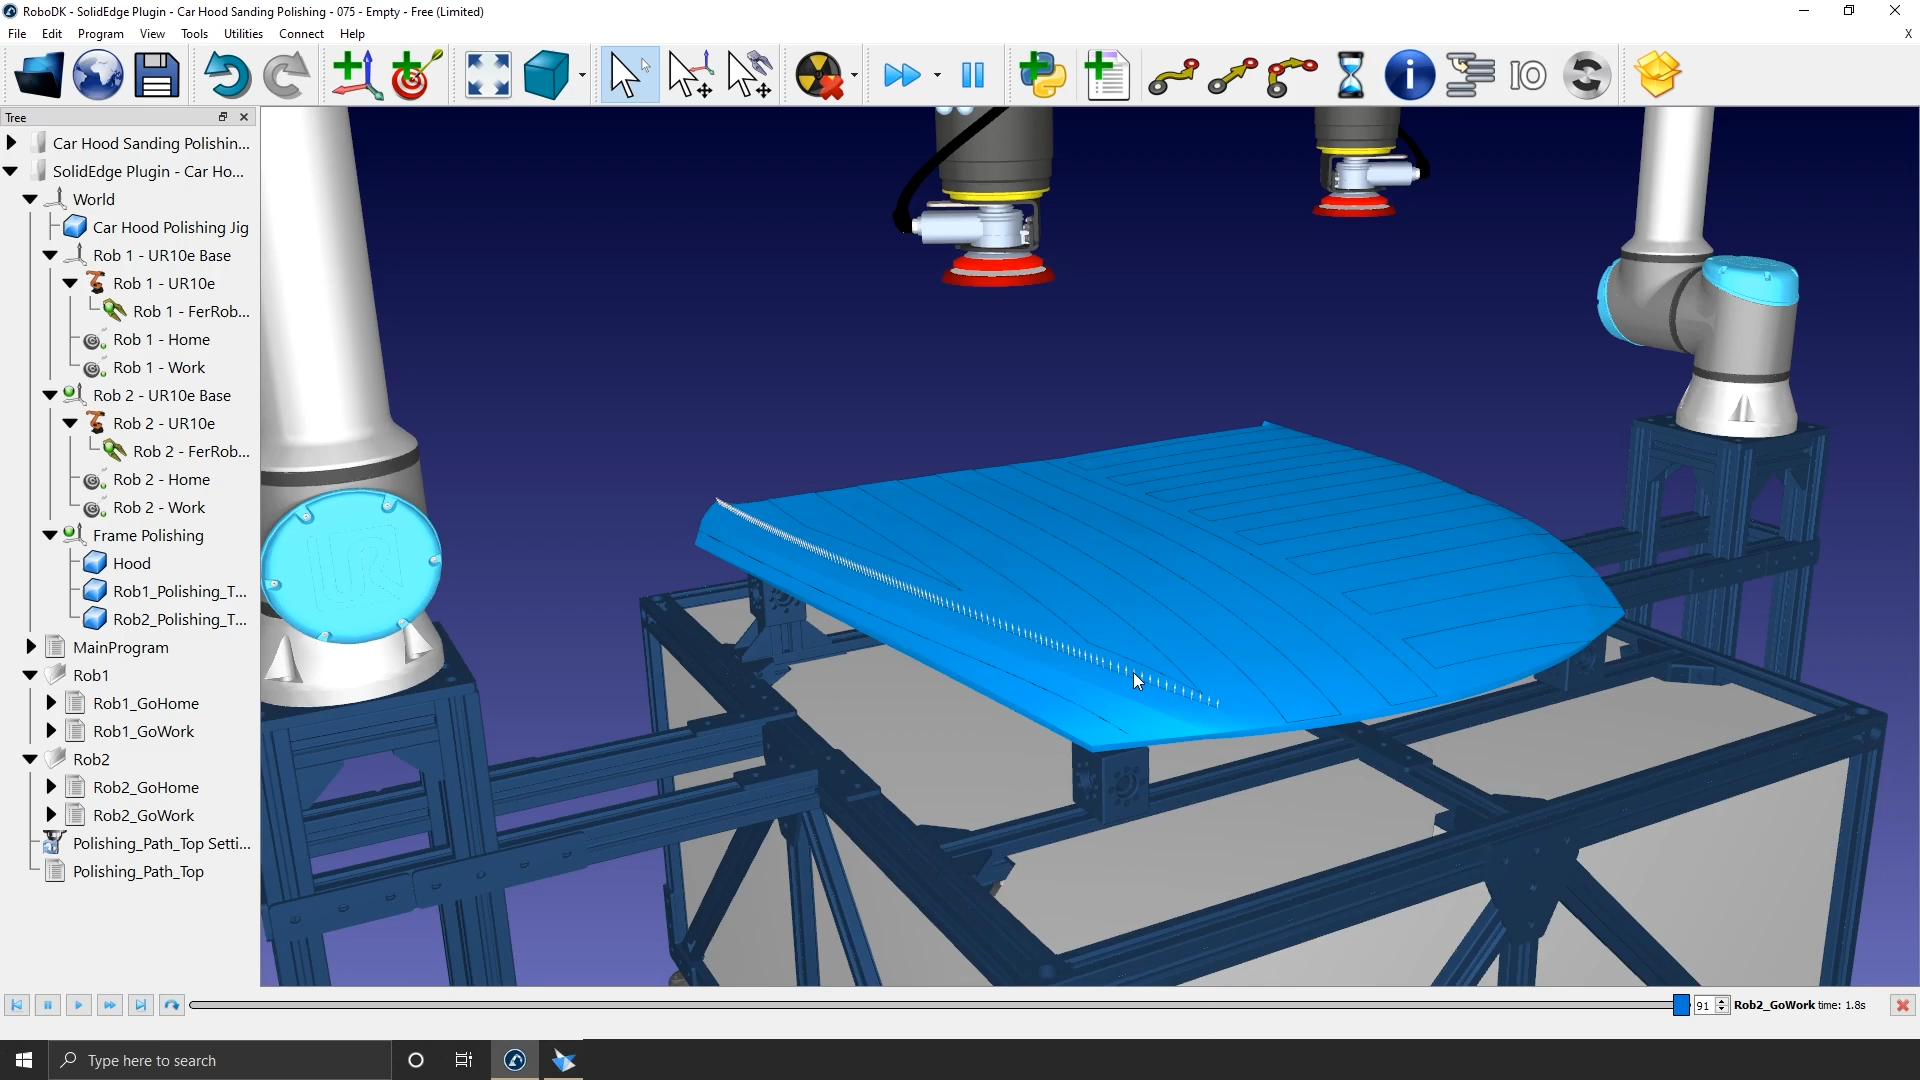 RoboDK - SolidEdge Plugin - Car Hood Sanding Polishing - 075 - Empty - Free (Limited)
File Edit Program View Tools Utilities Connect Help X
IO
Tree
Car Hood Sanding Polishin...
SolidEdge Plugin - Car Ho...
World
Car Hood Polishing Jig
Rob 1 - UR10e Base
Rob 1 - UR10e
Rob 1 - FerRob...
Rob 1 - Home
Rob 1 - Work
Rob 2 - UR10e Base
Rob 2 - UR10e
Rob 2 - FerRob...
Rob 2 - Home
Rob 2 - Work
Frame Polishing
Hood
Rob1_Polishing_T...
Rob2_Polishing_T...
MainProgram
Rob1
Rob1_GoHome
Rob1_GoWork
Rob2
Rob2_GoHome
Rob2_GoWork
Polishing_Path_Top Setti...
Polishing_Path_Top
UR
91 Rob2_GoWork time: 1.8s
Type here to search